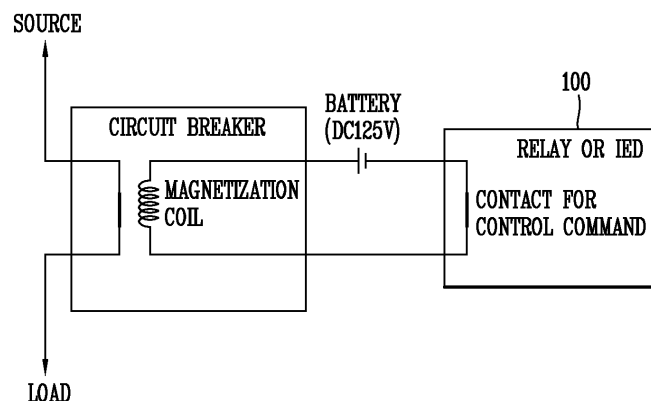 SOURCE
CIRCUIT BREAKER
MAGNETIZATION
COIL
BATTERY
(DC125V)
100
RELAY OR IED
CONTACT FOR
CONTROL COMMAND
LOAD